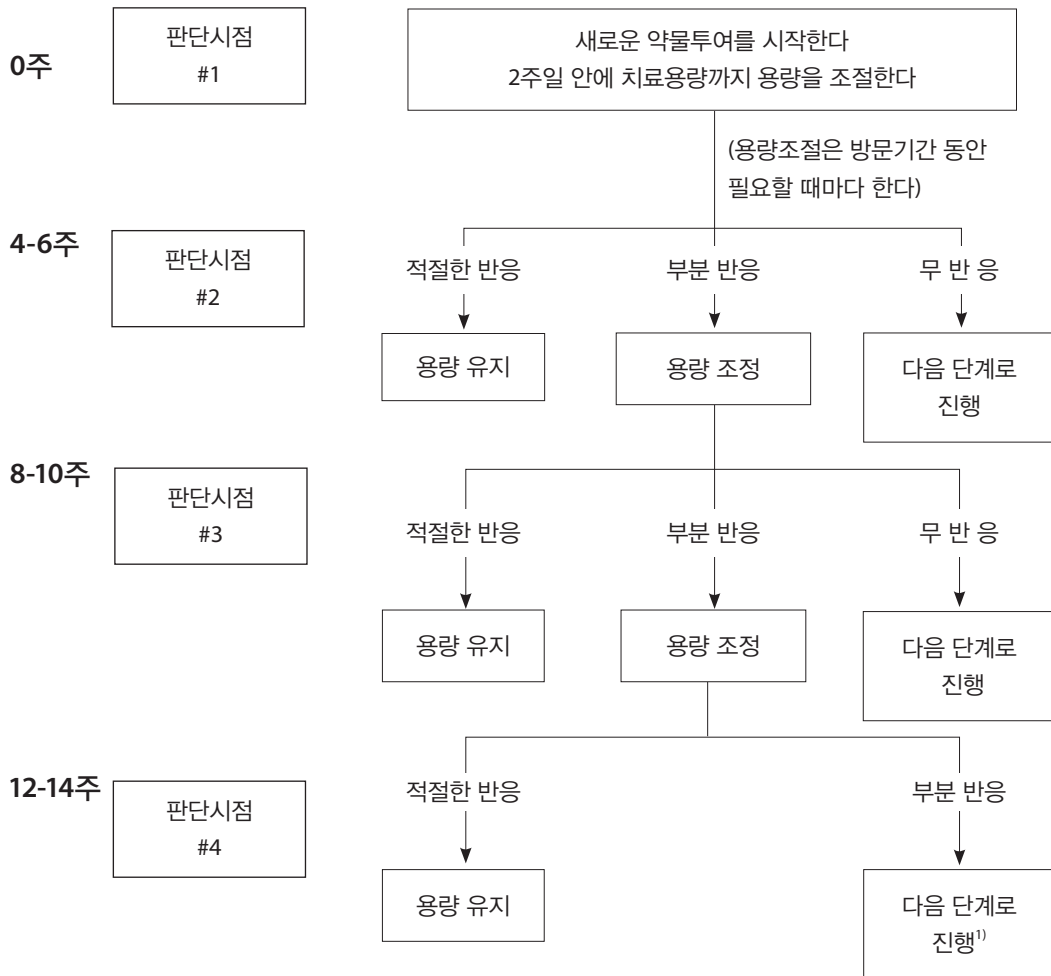 0주
판단시점
#1
새로운 약물투여를 시작한다
2주일 안에 치료용량까지 용량을 조절한다
(용량조절은 방문기간 동안
필요할 때마다 한다)
4-6주
판단시점
#2
적절한 반응
부분 반응
무 반 응
용량 유지
용량 조정
다음 단계로
진행
8-10주
판단시점
#3
적절한 반응
부분 반응
무 반 응
용량 유지
용량 조정
다음 단계로
진행
12-14주
판단시점
#4
적절한 반응
부분 반응
용량 유지
다음 단계로
진행1)